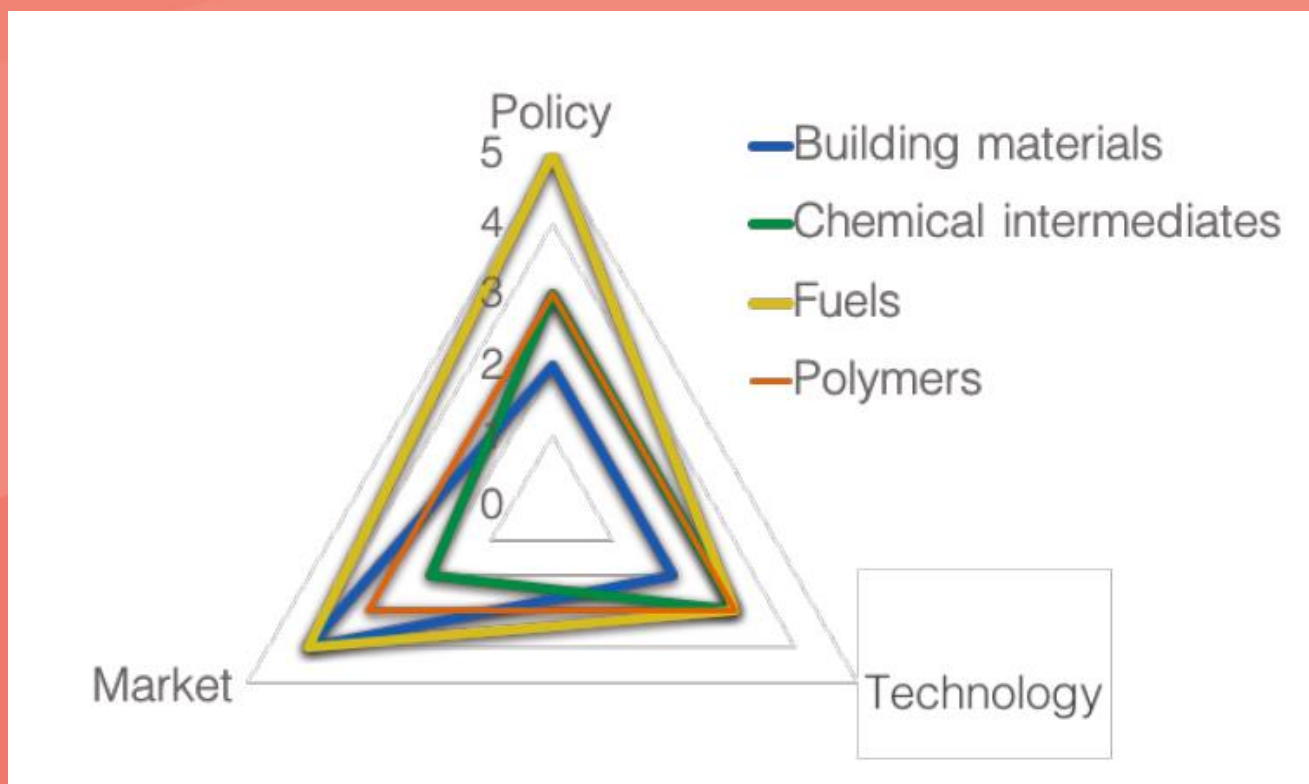 Policy
5
4
3
2
1
0
Building materials
Chemical intermediates
Fuels
Polymers
Market
Technology